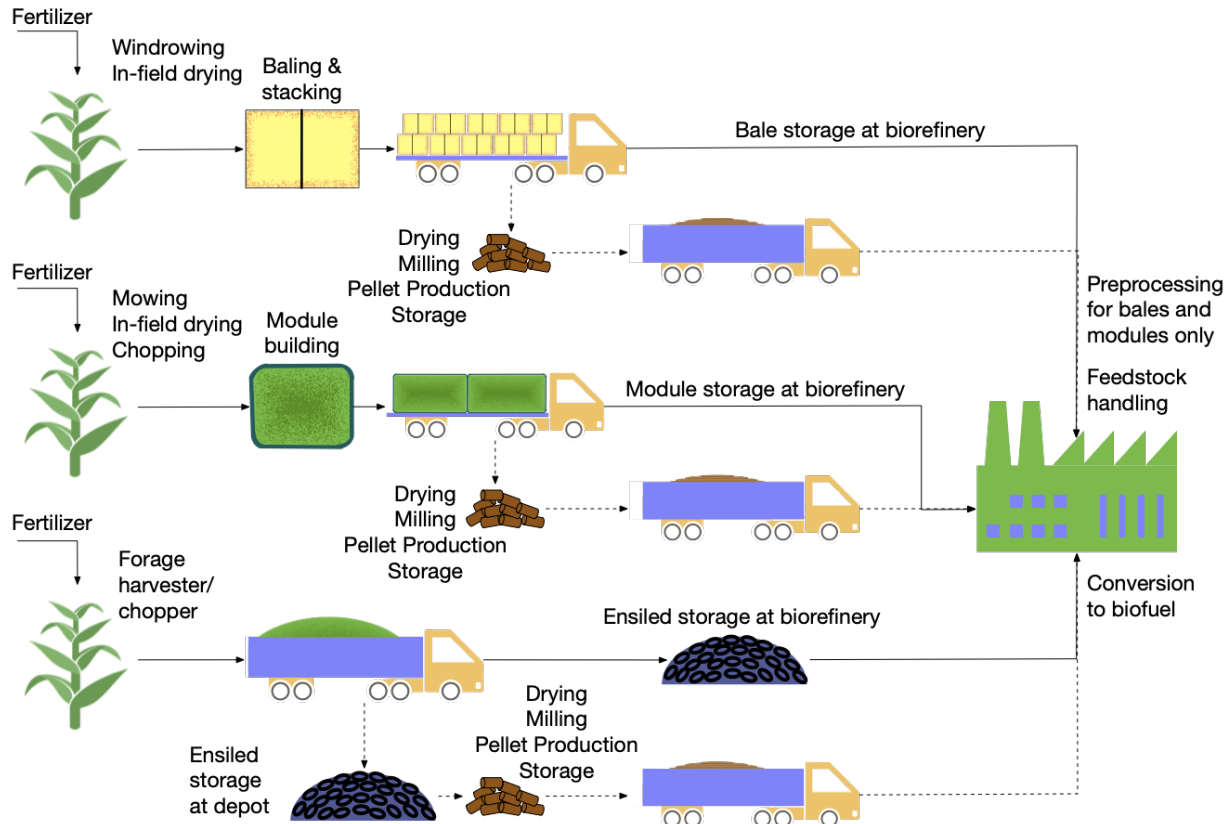 Fertilizer
Windrowing
In-field drying
Baling &
stacking
Bale storage at biorefinery
Drying
Milling
Pellet Production
Storage
Fertilizer
Mowing
In-field drying
Chopping
Module
building
Module storage at biorefinery
Preprocessing
for bales and
modules only
Feedstock
handling
Drying
Milling
Pellet Production
Storage
Fertilizer
Forage
harvester/
chopper
Ensiled storage at biorefinery
Conversion
to biofuel
Ensiled
storage
at depot
Drying
Milling
Pellet Production
Storage